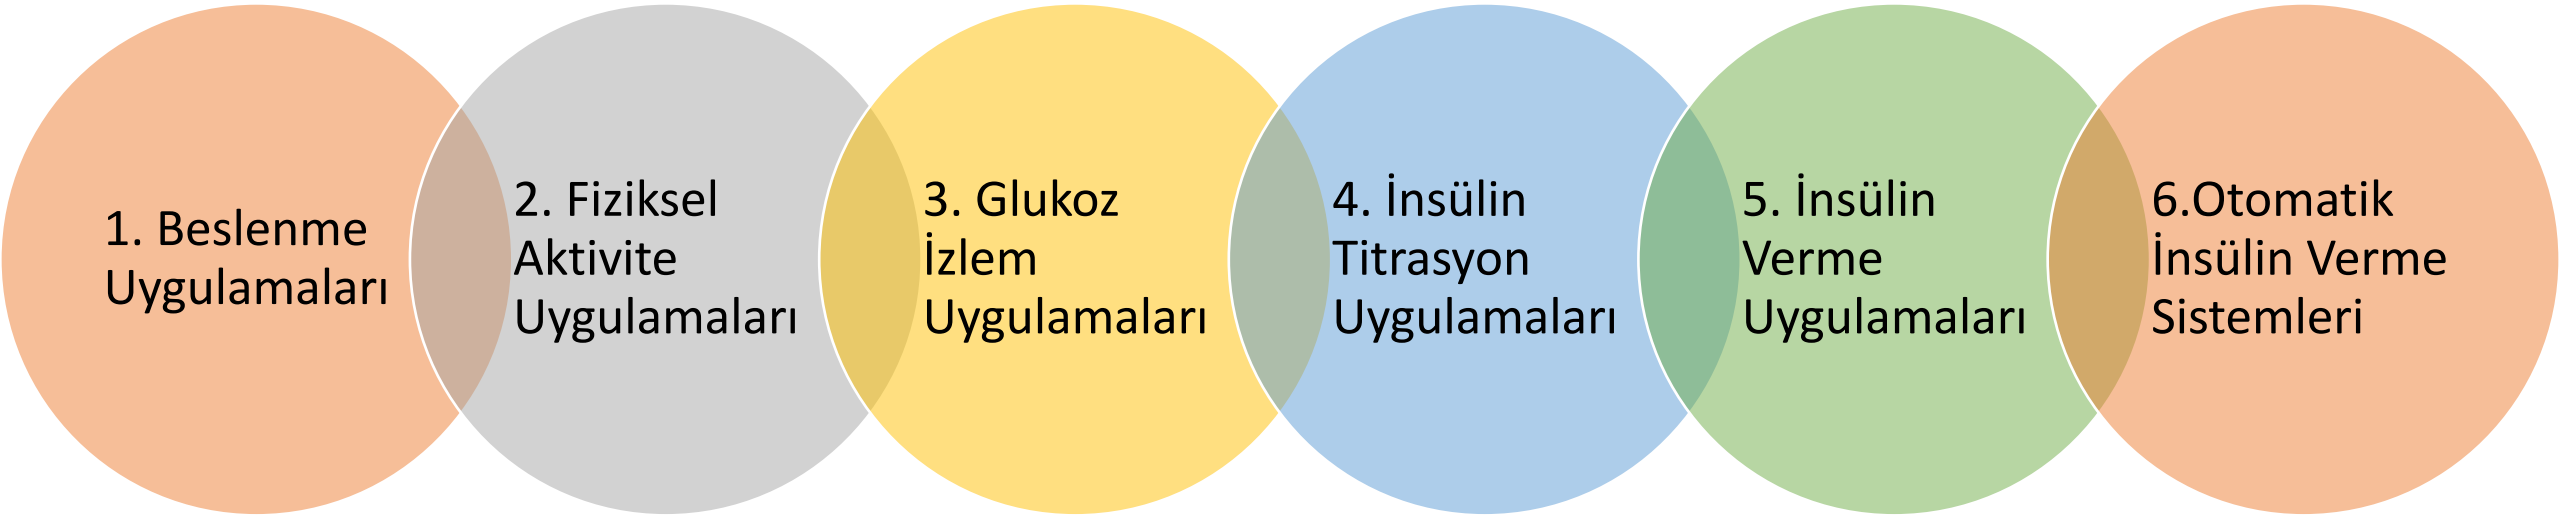 1. Beslenme
Uygulamaları
2. Fiziksel
Aktivite
Uygulamaları
3. Glukoz
İzlem
Uygulamaları
4. İnsülin
Titrasyon
Uygulamaları
5. İnsülin
Verme
Uygulamaları
6.Otomatik
İnsülin Verme
Sistemleri